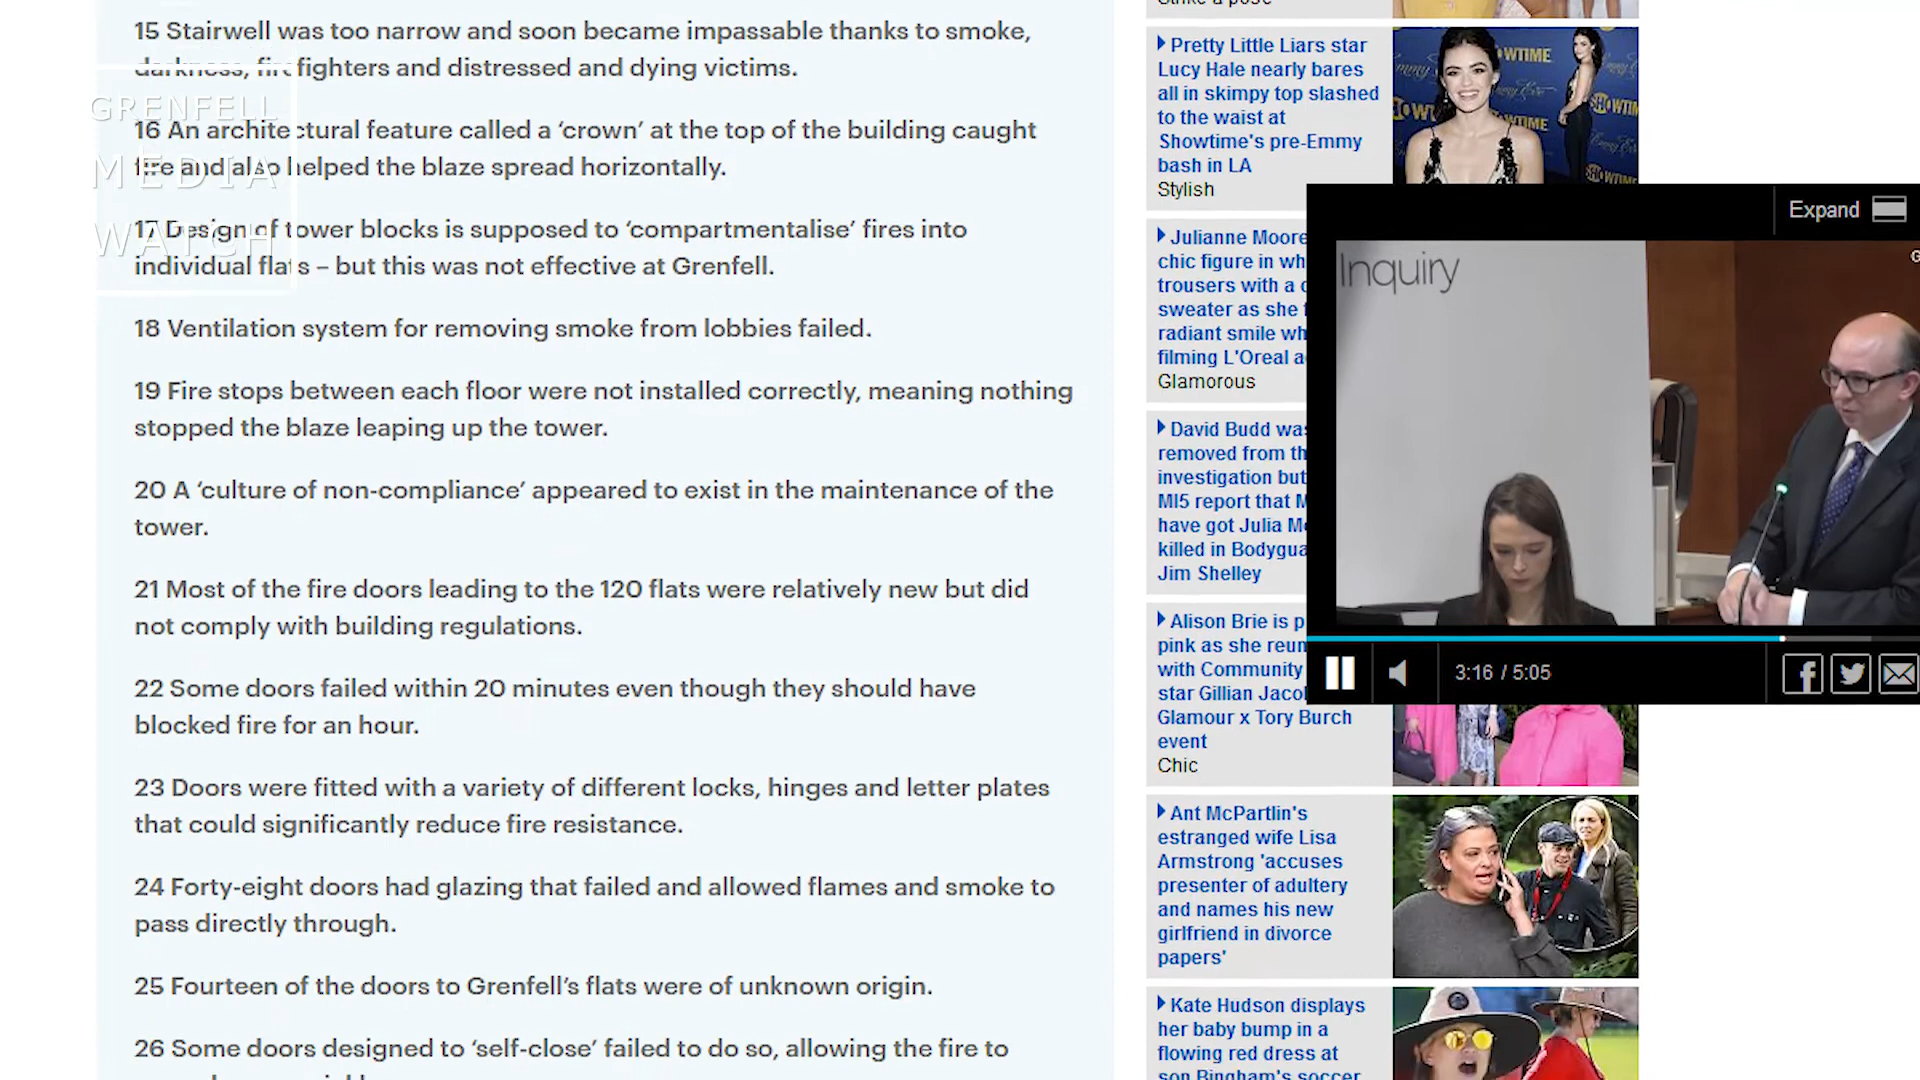 15 Stairwell was too narrow and soon became impassable thanks to smoke,
darkness, firefighters and distressed and dying victims.
GRENFELL
MEDIA
WATCH
16 An architectural feature called a ‘crown’ at the top of the building caught
fire and also helped the blaze spread horizontally.
17 Design of tower blocks is supposed to ‘compartmentalise’ fires into
individual flats – but this was not effective at Grenfell.
18 Ventilation system for removing smoke from lobbies failed.
19 Fire stops between each floor were not installed correctly, meaning nothing
stopped the blaze leaping up the tower.
20 A ‘culture of non-compliance’ appeared to exist in the maintenance of the
tower.
21 Most of the fire doors leading to the 120 flats were relatively new but did
not comply with building regulations.
22 Some doors failed within 20 minutes even though they should have
blocked fire for an hour.
23 Doors were fitted with a variety of different locks, hinges and letter plates
that could significantly reduce fire resistance.
24 Forty-eight doors had glazing that failed and allowed flames and smoke to
pass directly through.
25 Fourteen of the doors to Grenfell’s flats were of unknown origin.
26 Some doors designed to ‘self-close’ failed to do so, allowing the fire to
Strike a pose
Pretty Little Liars star
Lucy Hale nearly bares
all in skimpy top slashed
to the waist at
Showtime's pre-Emmy
bash in LA
Stylish
Julianne Moore
chic figure in wh
trousers with a c
sweater as she f
radiant smile wh
filming L'Oreal a
Glamorous
David Budd was
removed from th
investigation but
MI5 report that M
have got Julia Mo
killed in Bodygua
Jim Shelley
Alison Brie is p
pink as she reun
with Community
star Gillian Jacol
Glamour x Tory Burch
event
Chic
Ant McPartlin's
estranged wife Lisa
Armstrong 'accuses
presenter of adultery
and names his new
girlfriend in divorce
papers'
Kate Hudson displays
her baby bump in a
flowing red dress at
son Bingham's soccer
OWTIME
SHOWTIME
TIME
Expand
Inquiry
G
3:16 / 5:05